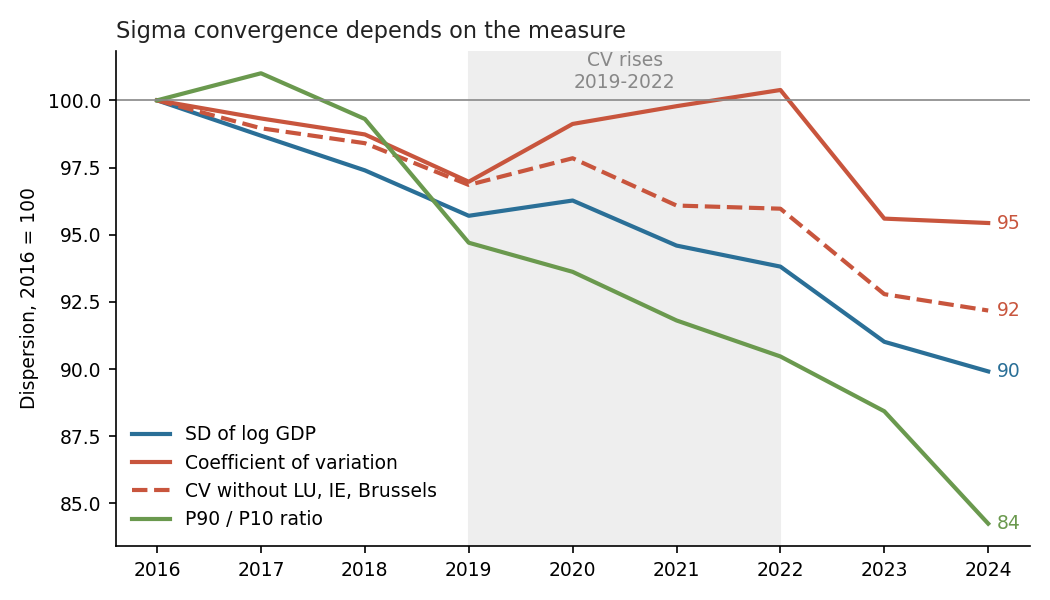 Sigma convergence depends on the measure
CV rises
2019-2022
Dispersion, 2016 = 100
100.0
97.5
95.0
92.5
90.0
87.5
85.0
95
92
90
84
SD of log GDP
Coefficient of variation
CV without LU, IE, Brussels
P90 / P10 ratio
2016 2017 2018 2019 2020 2021 2022 2023 2024